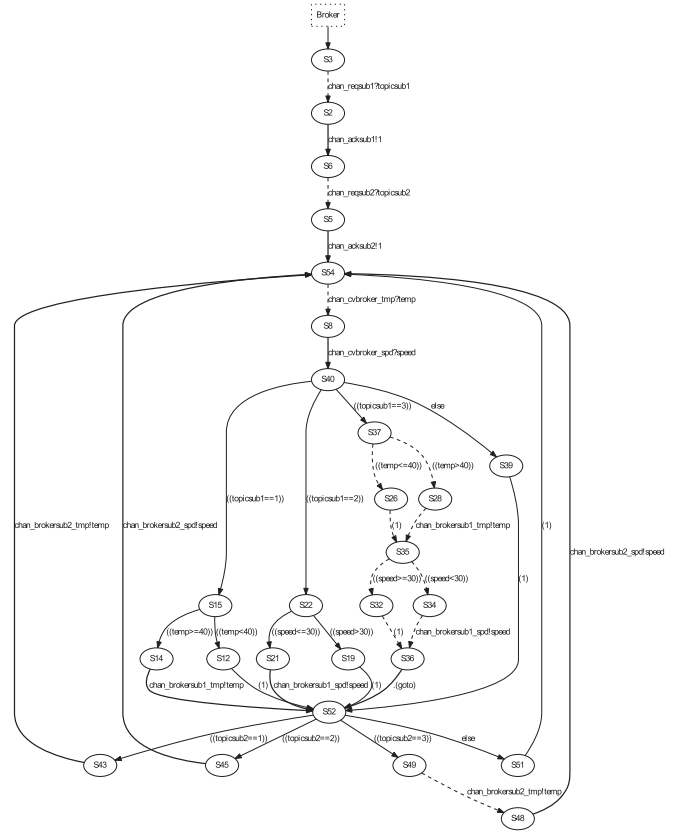 Broker
S3
chan_reqsub1?topicsub1
S2
chan_acksub1!1
S6
chan_reqsub2?topicsub2
S5
chan_acksub2!1
S54
chan_cvbroker_tmp?temp
S8
chan_cvbroker_spd?speed
S40
((topicsub1==3)) else
S37
S39
((temp<=40)) ((temp>40))
S26 S28
((topicsub1==1)) ((topicsub1==2))
(1) chan_brokersub1_tmp!temp
chan_brokersub2_tmp!temp chan_brokersub2_spd!speed (1)
S35
chan_brokersub2_spd!speed
((speed>=30)) ((speed<30)) (1)
S15 S22 S32 S34
((temp>=40)) ((temp<40)) ((speed<=30)) ((speed>30)) (1) chan_brokersub1_spd!speed
S14 S12 S21 S19 S36
chan_brokersub1_tmp!temp (1) chan_brokersub1_spd!speed (1) .(goto)
S52
((topicsub2==1)) ((topicsub2==2)) ((topicsub2==3)) else
S43 S45 S49 S51
chan_brokersub2_tmp!temp
S48